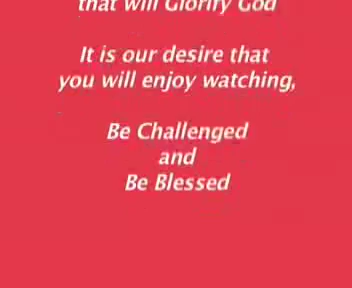 that will Glorify God
It is our desire that
you will enjoy watching,
Be Challenged
and
Be Blessed